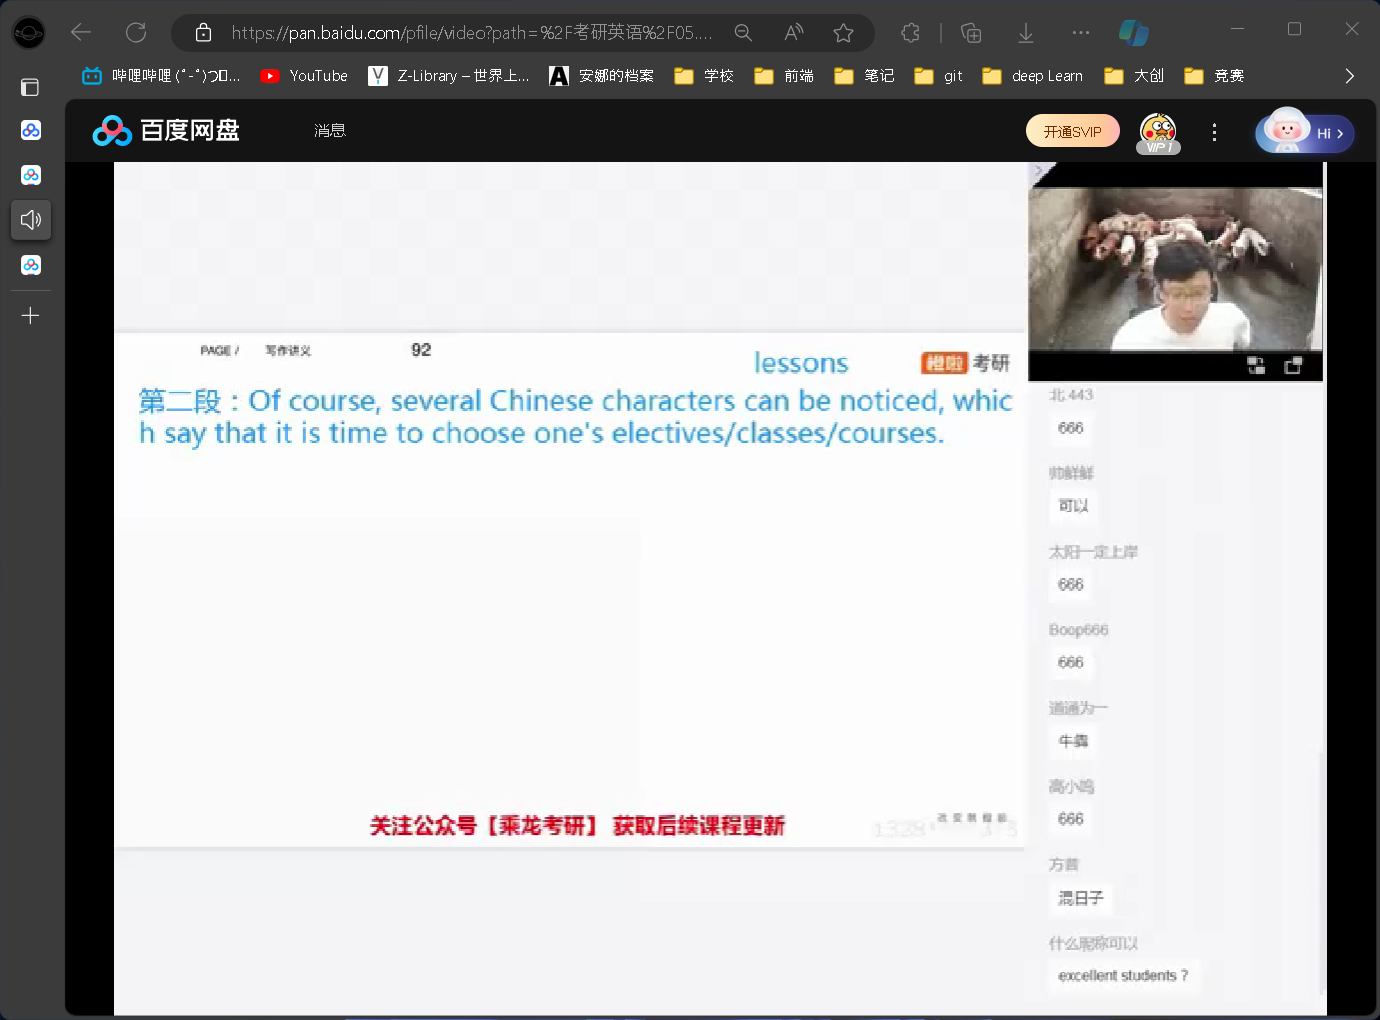 https://pan.baidu.com/pfile/video?path=%2F考研英语%2F05....
哔哩哔哩 (゜-゜)つロ...
YouTube
Z-Library – 世界上...
安娜的档案
学校
前端
笔记
git
deep Learn
大创
竞赛
百度网盘
消息
开通SVIP
VIP 1
Hi
PAGE / 写作讲义 92
lessons
橙啦 考研
第二段：Of course, several Chinese characters can be noticed, whic
h say that it is time to choose one's electives/classes/courses.
关注公众号【乘龙考研】 获取后续课程更新
北 443
666
帅鲜鲜
可以
太阳一定上岸
666
Boop666
666
道通为一
牛犇
高小鸣
666
方普
混日子
什么昵称可以
excellent students ?